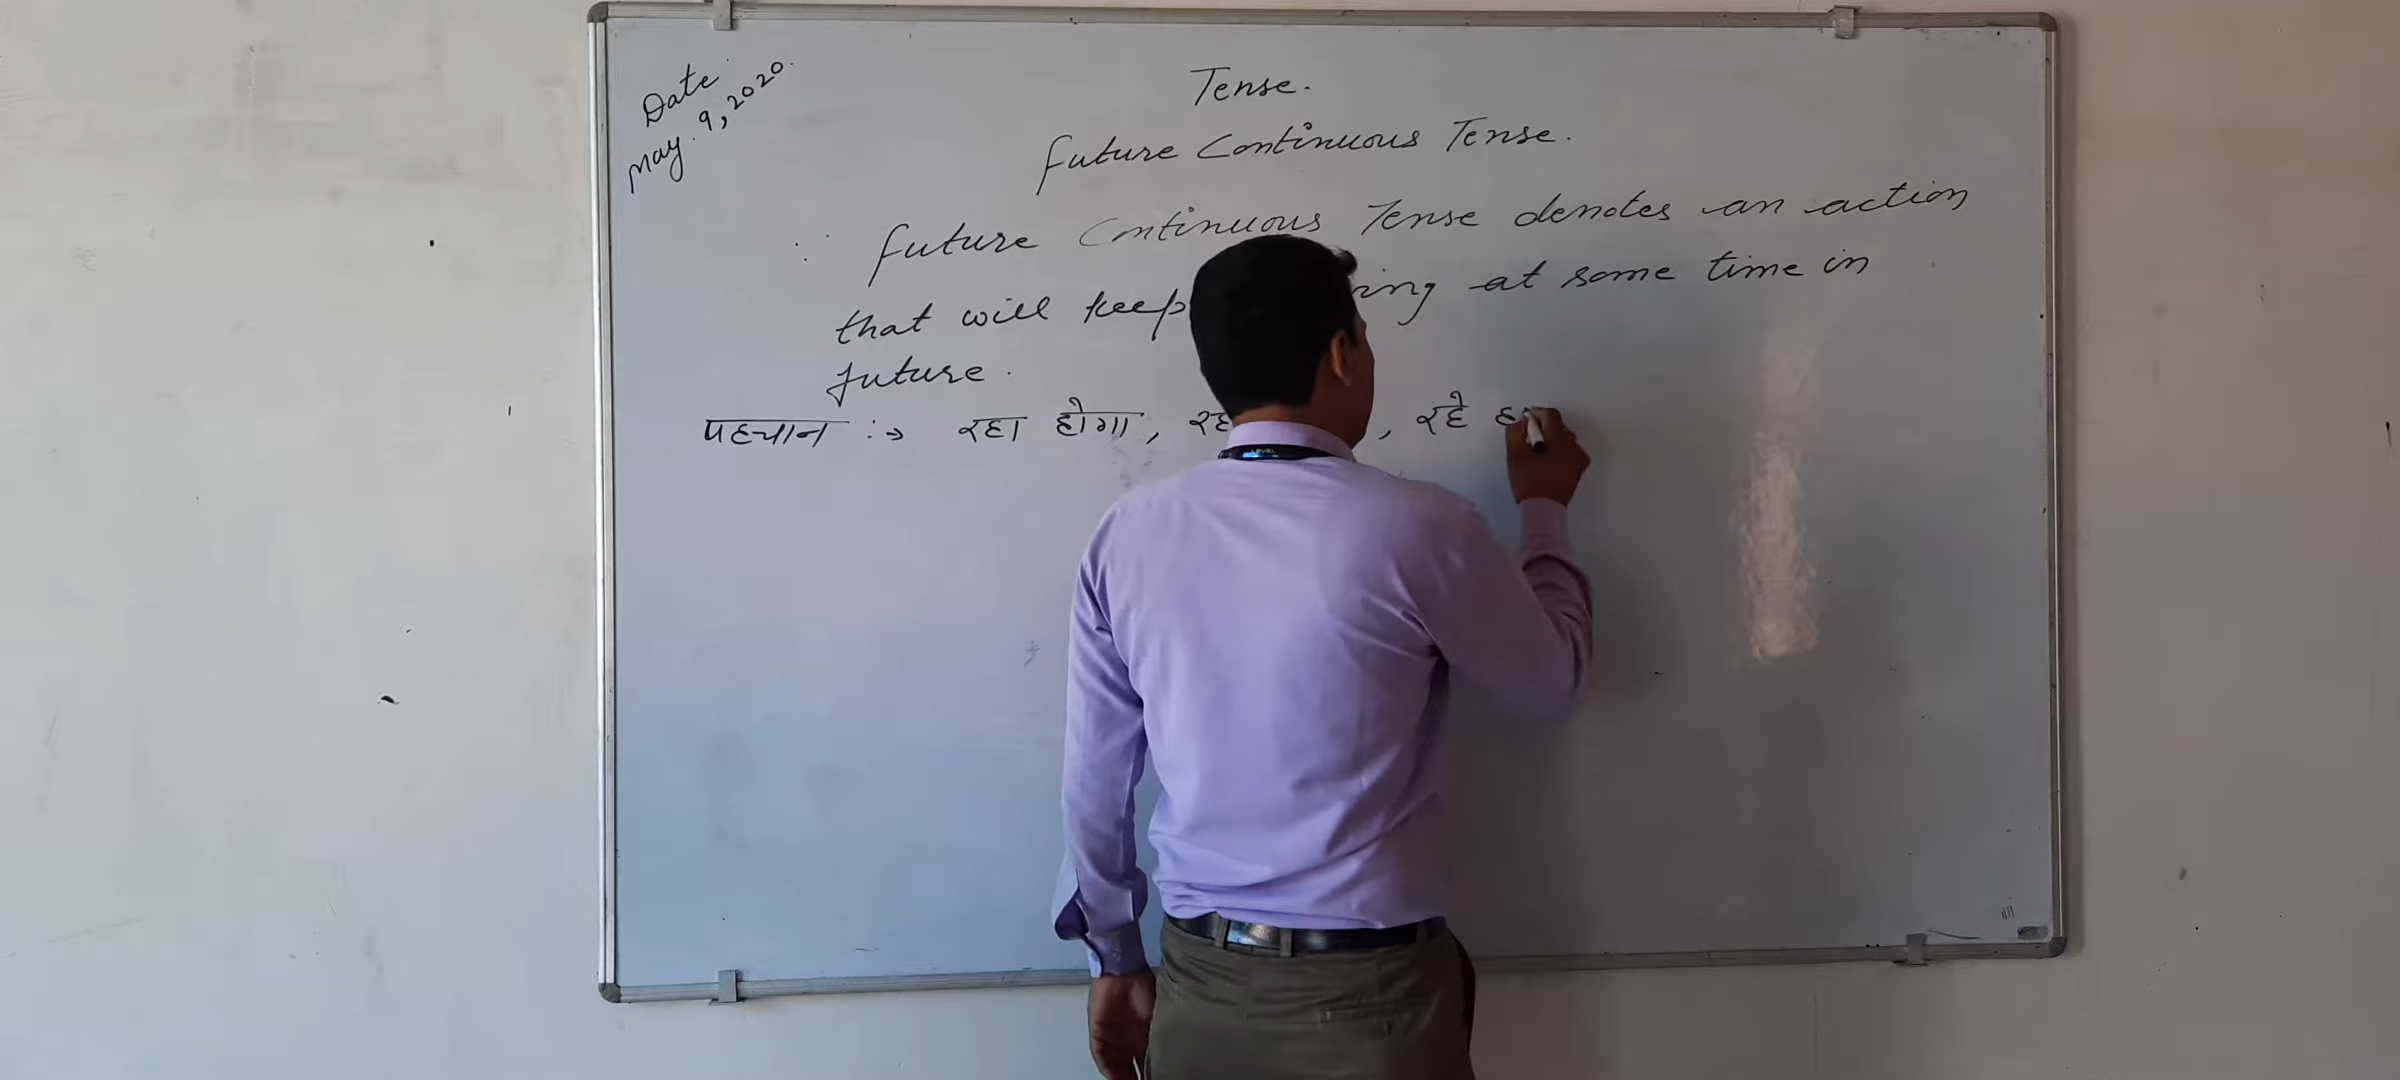 Date
May. 9, 2020.
Tense.
Future Continuous Tense.
∵ Future Continuous Tense denotes an action
that will keep at some time in
future.
पहचान :→ रहा होगा, , रहे
LEVEL